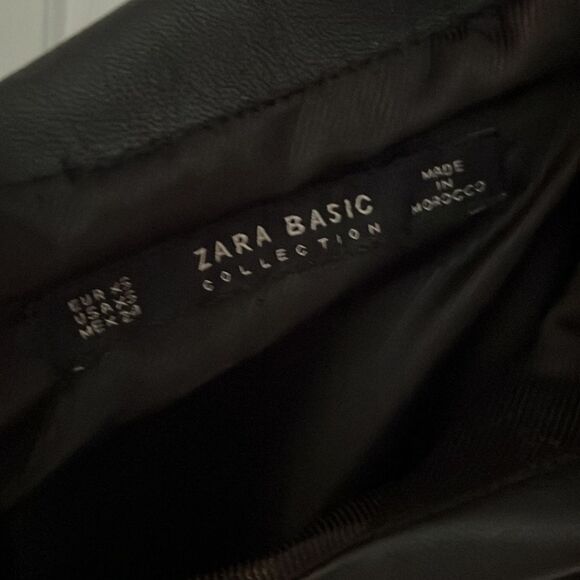 EUR XS
USA XS
MEX 24
ZARA BASIC
COLLECTION
MADE
IN
MOROCCO